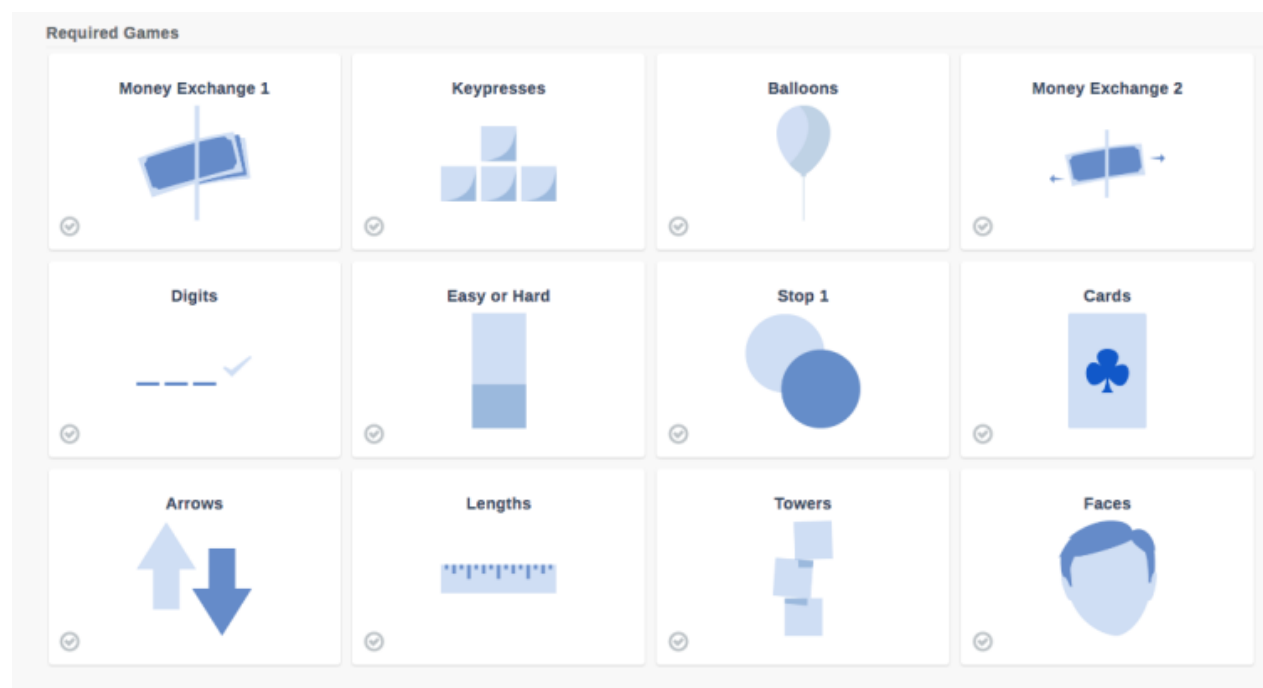 Required Games
Money Exchange 1
Keypresses
Balloons
Money Exchange 2
Digits
Easy or Hard
Stop 1
Cards
Arrows
Lengths
Towers
Faces